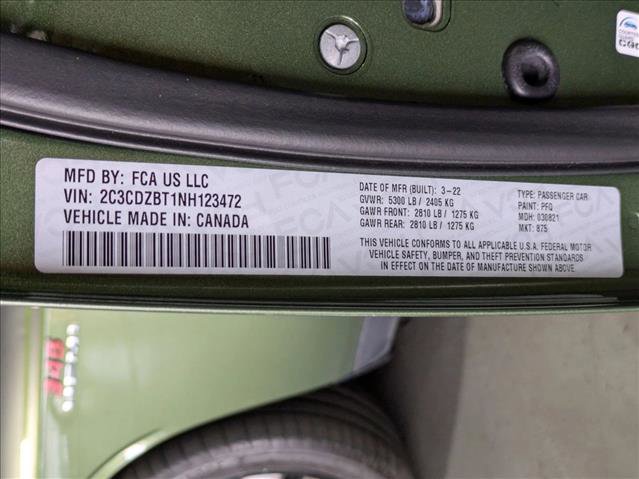 MFD BY: FCA US LLC
VIN: 2C3CDZBT1NH123472
VEHICLE MADE IN: CANADA
DATE OF MFR (BUILT): 3-22
GVWR: 5300 LB / 2405 KG
GAWR FRONT: 2810 LB / 1275 KG
GAWR REAR: 2810 LB / 1275 KG
TYPE: PASSENGER CAR
PAINT: PFQ
MDH: 030821
MKT: 875
THIS VEHICLE CONFORMS TO ALL APPLICABLE U.S.A. FEDERAL MOTOR
VEHICLE SAFETY, BUMPER, AND THEFT PREVENTION STANDARDS
IN EFFECT ON THE DATE OF MANUFACTURE SHOWN ABOVE.